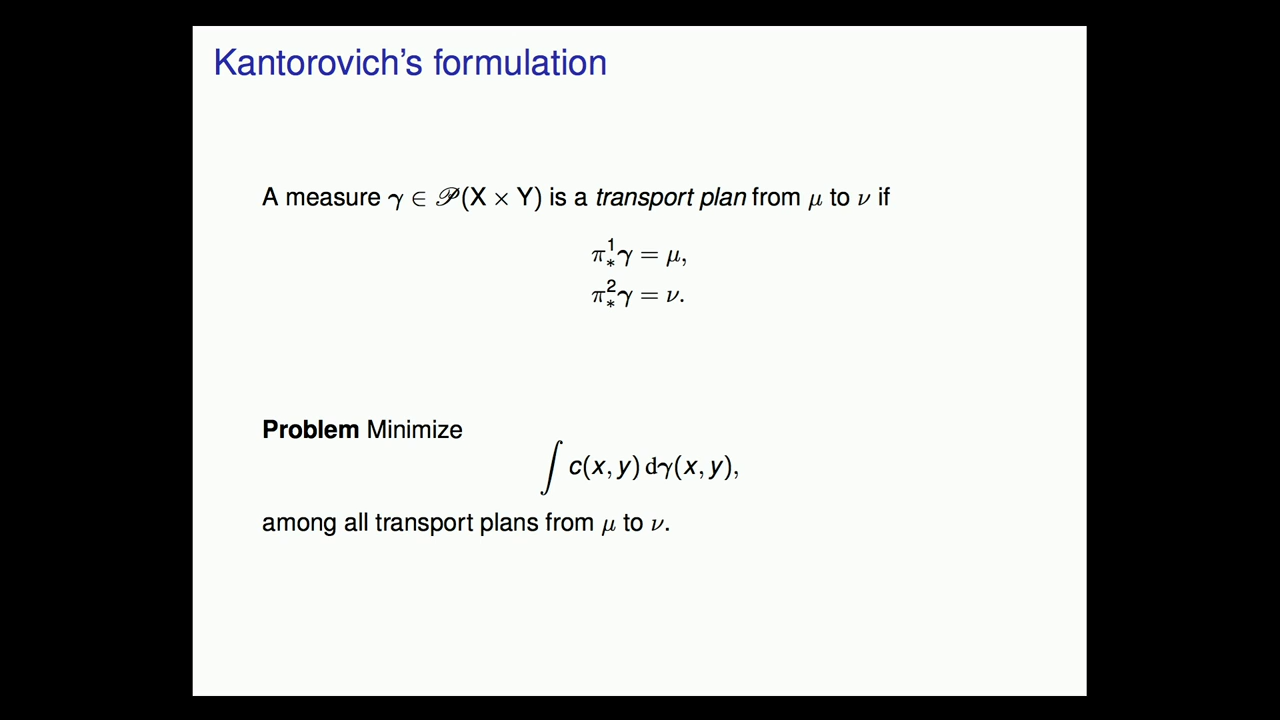 Kantorovich's formulation
A measure γ ∈ 𝒫(X × Y) is a transport plan from μ to ν if
π¹∗γ = μ,
π²∗γ = ν.
Problem Minimize
∫ c(x, y) dγ(x, y),
among all transport plans from μ to ν.